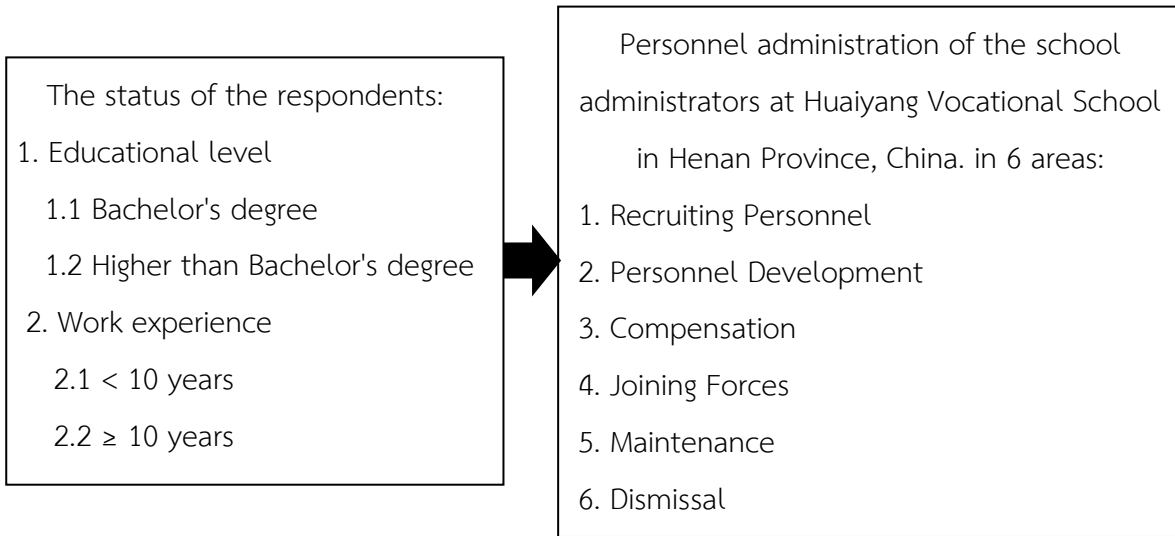 The status of the respondents:
1. Educational level
1.1 Bachelor's degree
1.2 Higher than Bachelor's degree
2. Work experience
2.1 < 10 years
2.2 ≥ 10 years
Personnel administration of the school
administrators at Huaiyang Vocational School
in Henan Province, China. in 6 areas:
1. Recruiting Personnel
2. Personnel Development
3. Compensation
4. Joining Forces
5. Maintenance
6. Dismissal